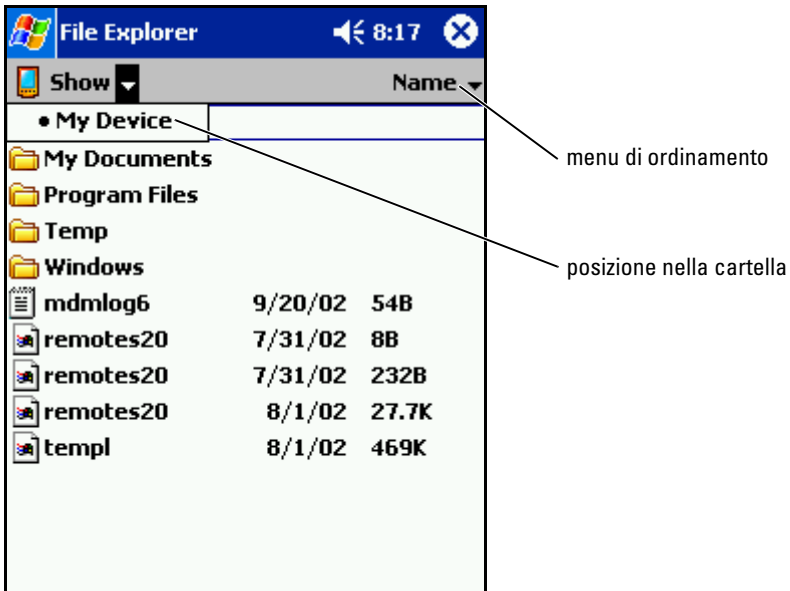 File Explorer 8:17
Show Name
• My Device
menu di ordinamento
My Documents
Program Files
Temp
posizione nella cartella
Windows
mdmlog6 9/20/02 54B
remotes20 7/31/02 8B
remotes20 7/31/02 232B
remotes20 8/1/02 27.7K
templ 8/1/02 469K